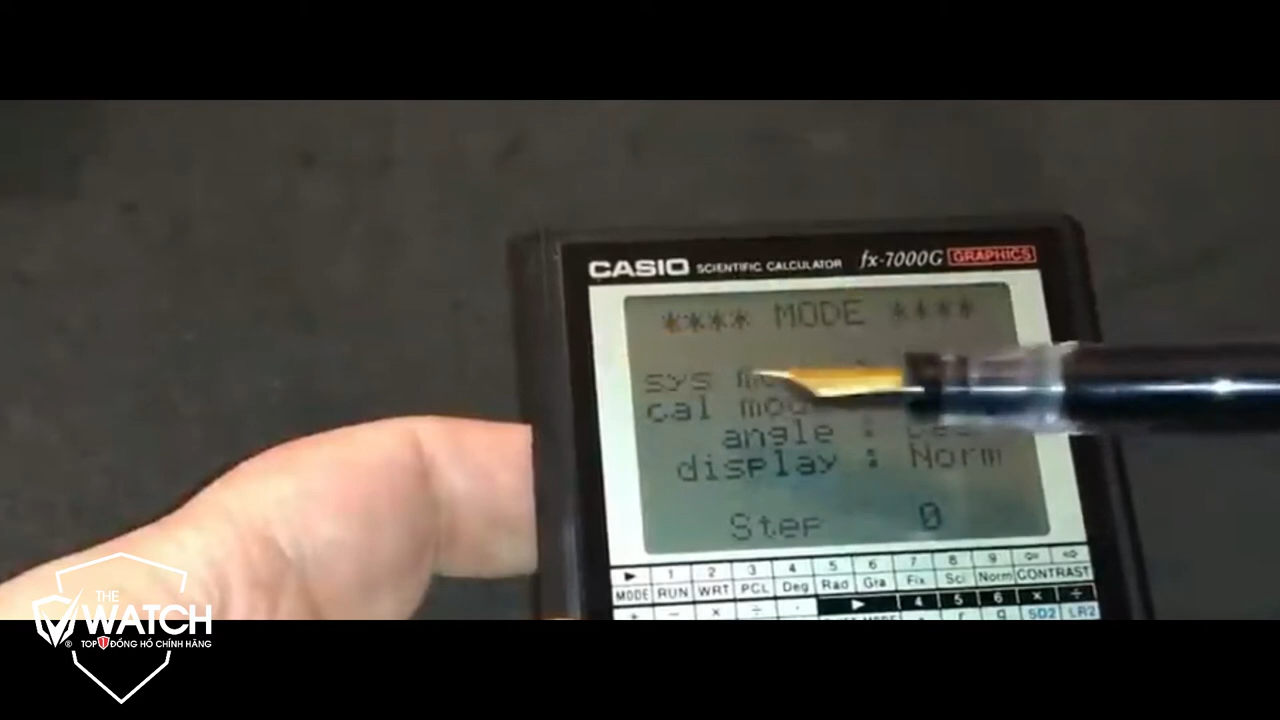 CASIO SCIENTIFIC CALCULATOR fx-7000G GRAPHICS
**** MODE ****
sys
cal
angle :
display : Norm
Step 0
1 2 3 4 5 6 7 8 9
MODE RUN WRT PCL Deg Rad Gra Fix Sci Norm CONTRAST
+ − × ÷ · 4 5 6 × ÷
SD2 LR2
THE
WATCH
®
TOP 1 ĐỒNG HỒ CHÍNH HÃNG